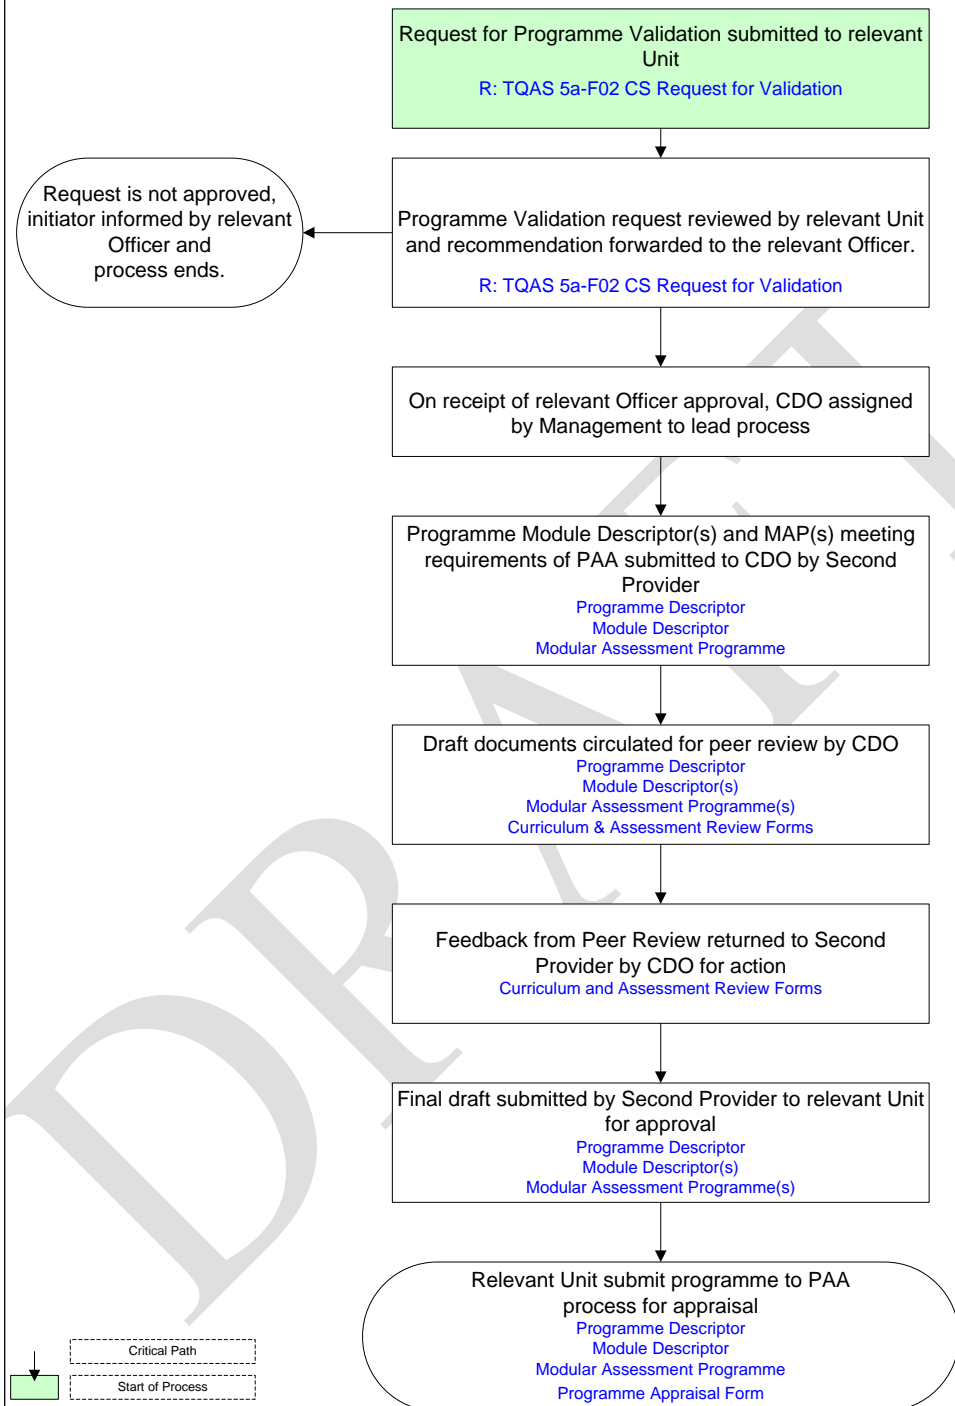 Request for Programme Validation submitted to relevant
Unit
R: TQAS 5a-F02 CS Request for Validation
Request is not approved,
initiator informed by relevant
Officer and
process ends.
Programme Validation request reviewed by relevant Unit
and recommendation forwarded to the relevant Officer.
R: TQAS 5a-F02 CS Request for Validation
On receipt of relevant Officer approval, CDO assigned
by Management to lead process
Programme Module Descriptor(s) and MAP(s) meeting
requirements of PAA submitted to CDO by Second
Provider
Programme Descriptor
Module Descriptor
Modular Assessment Programme
Draft documents circulated for peer review by CDO
Programme Descriptor
Module Descriptor(s)
Modular Assessment Programme(s)
Curriculum & Assessment Review Forms
Feedback from Peer Review returned to Second
Provider by CDO for action
Curriculum and Assessment Review Forms
Final draft submitted by Second Provider to relevant Unit
for approval
Programme Descriptor
Module Descriptor(s)
Modular Assessment Programme(s)
Relevant Unit submit programme to PAA
process for appraisal
Programme Descriptor
Module Descriptor
Modular Assessment Programme
Programme Appraisal Form
Critical Path
Start of Process
DRAFT